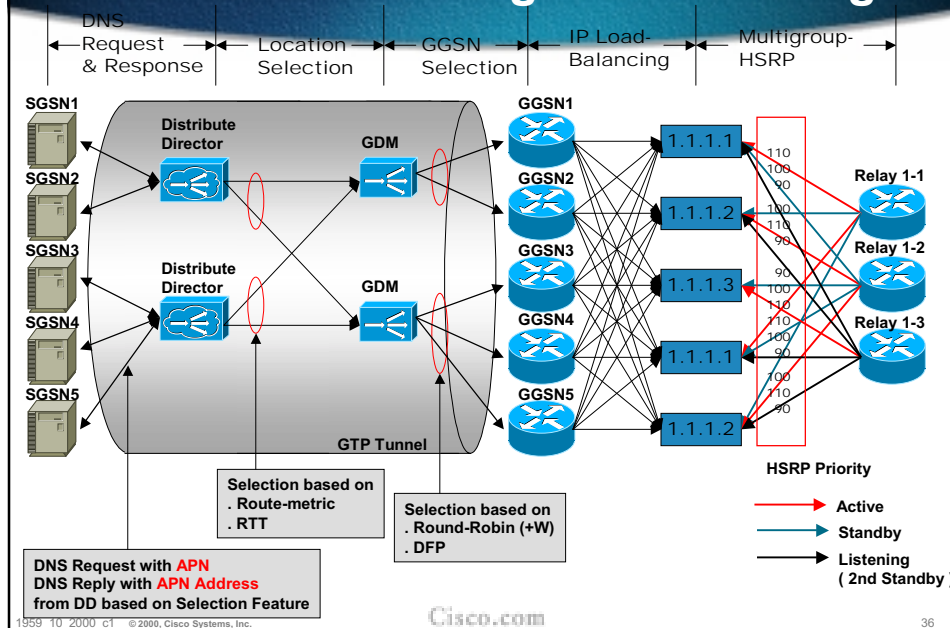 DNS
Request
& Response
Location
Selection
GGSN
Selection
IP Load-
Balancing
Multigroup-
HSRP
SGSN1
SGSN2
SGSN3
SGSN4
SGSN5
Distribute
Director
Distribute
Director
GDM
GDM
GTP Tunnel
GGSN1
GGSN2
GGSN3
GGSN4
GGSN5
1.1.1.1
1.1.1.2
1.1.1.3
1.1.1.1
1.1.1.2
110
100
90
100
110
90
90
100
110
110
100
90
100
110
90
Relay 1-1
Relay 1-2
Relay 1-3
Selection based on
. Route-metric
. RTT
Selection based on
. Round-Robin (+W)
. DFP
DNS Request with APN
DNS Reply with APN Address
from DD based on Selection Feature
HSRP Priority
Active
Standby
Listening
( 2nd Standby )
1959_10_2000_c1 © 2000, Cisco Systems, Inc.
Cisco.com
36